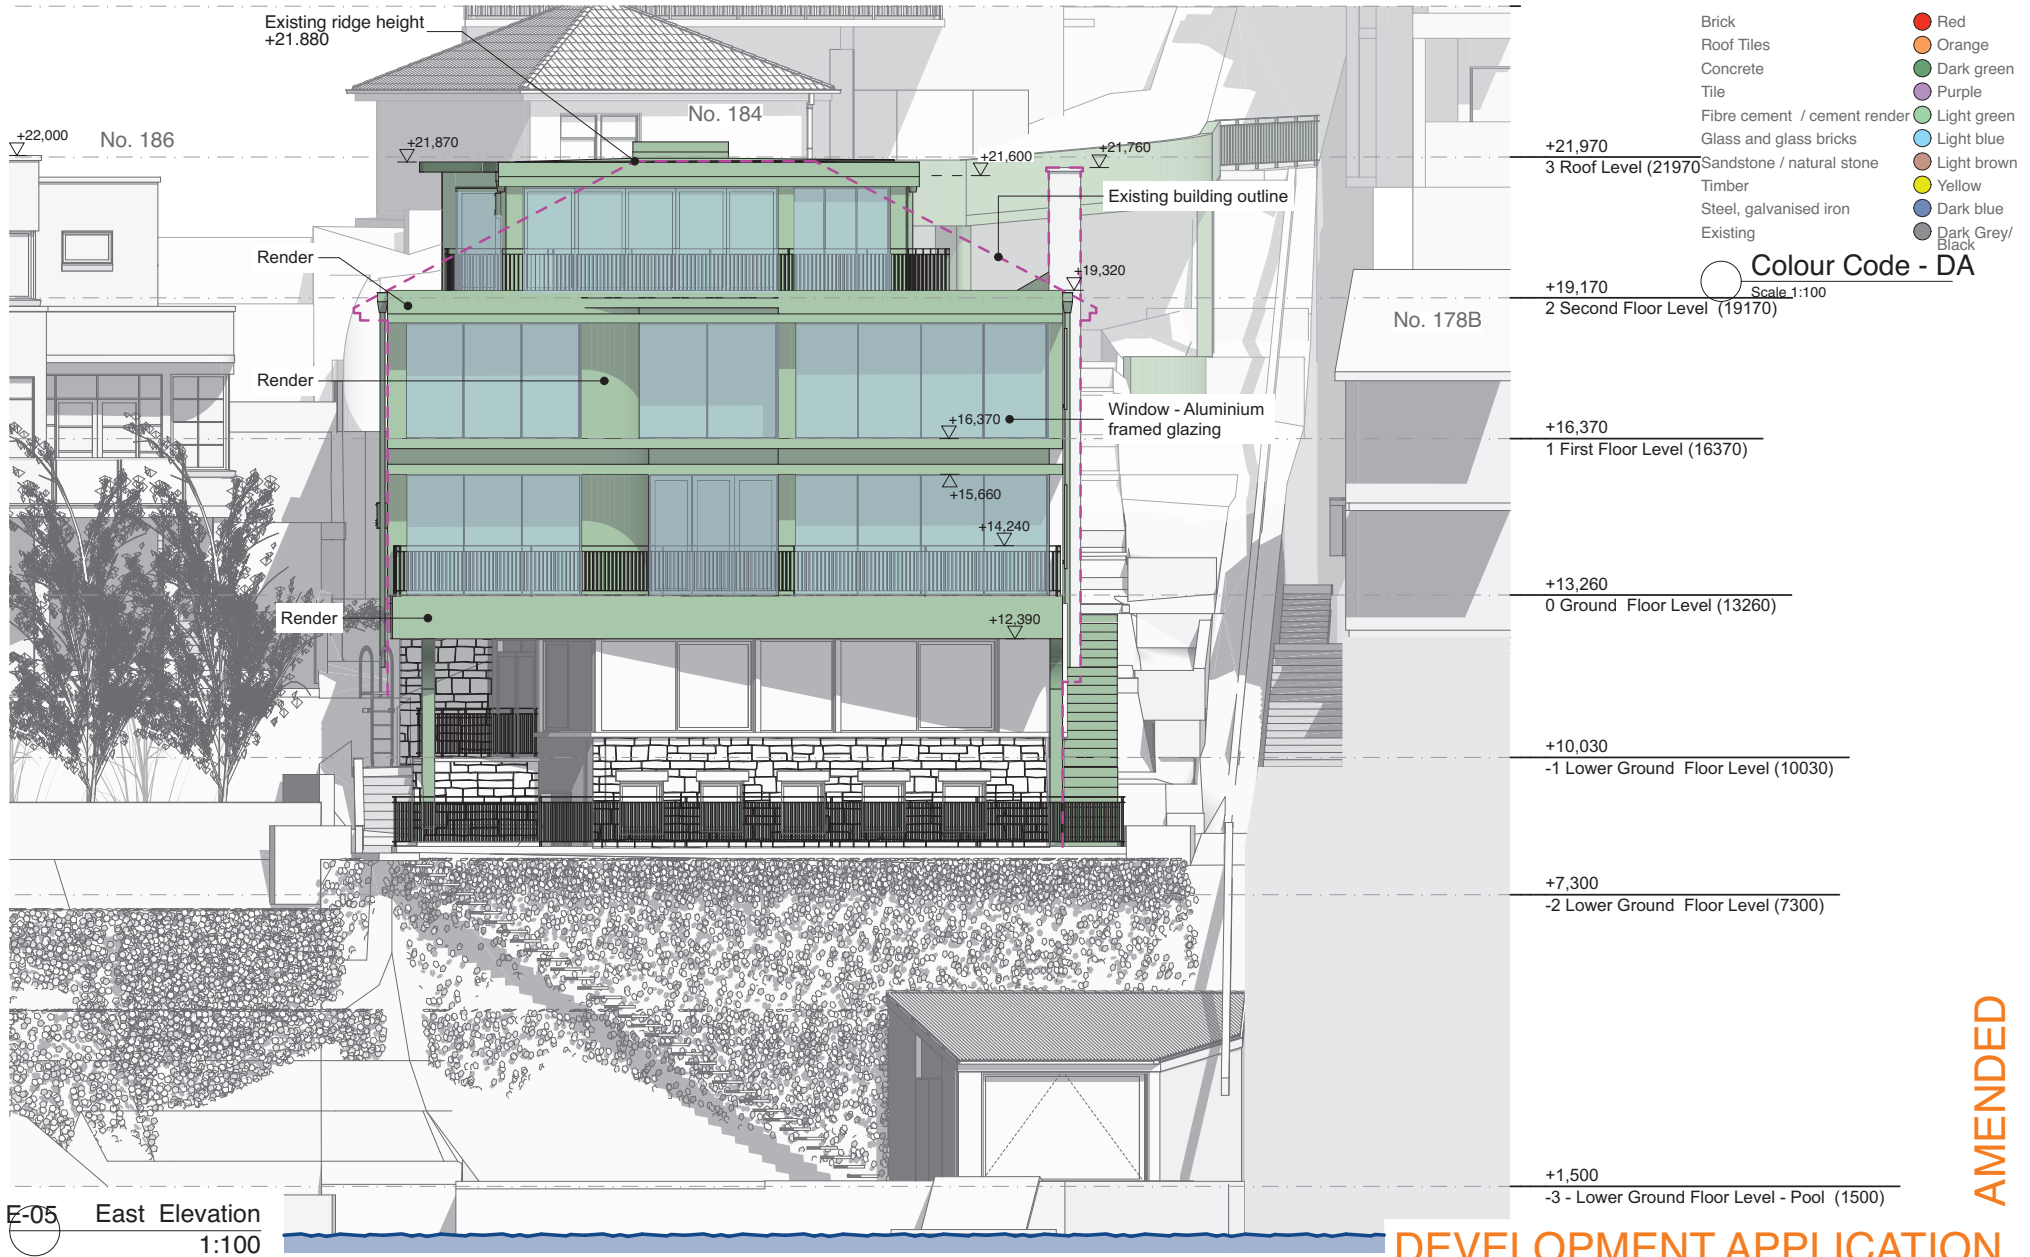 Existing ridge height
+21.880
No. 184
No. 186
+22,000
+21,870
+21,600
+21,760
Existing building outline
Render
+19,320
Render
Window - Aluminium
framed glazing
+16,370
+15,660
+14,240
Render
+12,390
No. 178B
Brick
Red
Roof Tiles
Orange
Concrete
Dark green
Tile
Purple
Fibre cement / cement render
Light green
Glass and glass bricks
Light blue
Sandstone / natural stone
Light brown
Timber
Yellow
Steel, galvanised iron
Dark blue
Existing
Dark Grey/
Black
Colour Code - DA
Scale 1:100
+21,970
3 Roof Level (21970
+19,170
2 Second Floor Level (19170)
+16,370
1 First Floor Level (16370)
+13,260
0 Ground Floor Level (13260)
+10,030
-1 Lower Ground Floor Level (10030)
+7,300
-2 Lower Ground Floor Level (7300)
+1,500
-3 - Lower Ground Floor Level - Pool (1500)
E-05 East Elevation
1:100
AMENDED
DEVELOPMENT APPLICATION